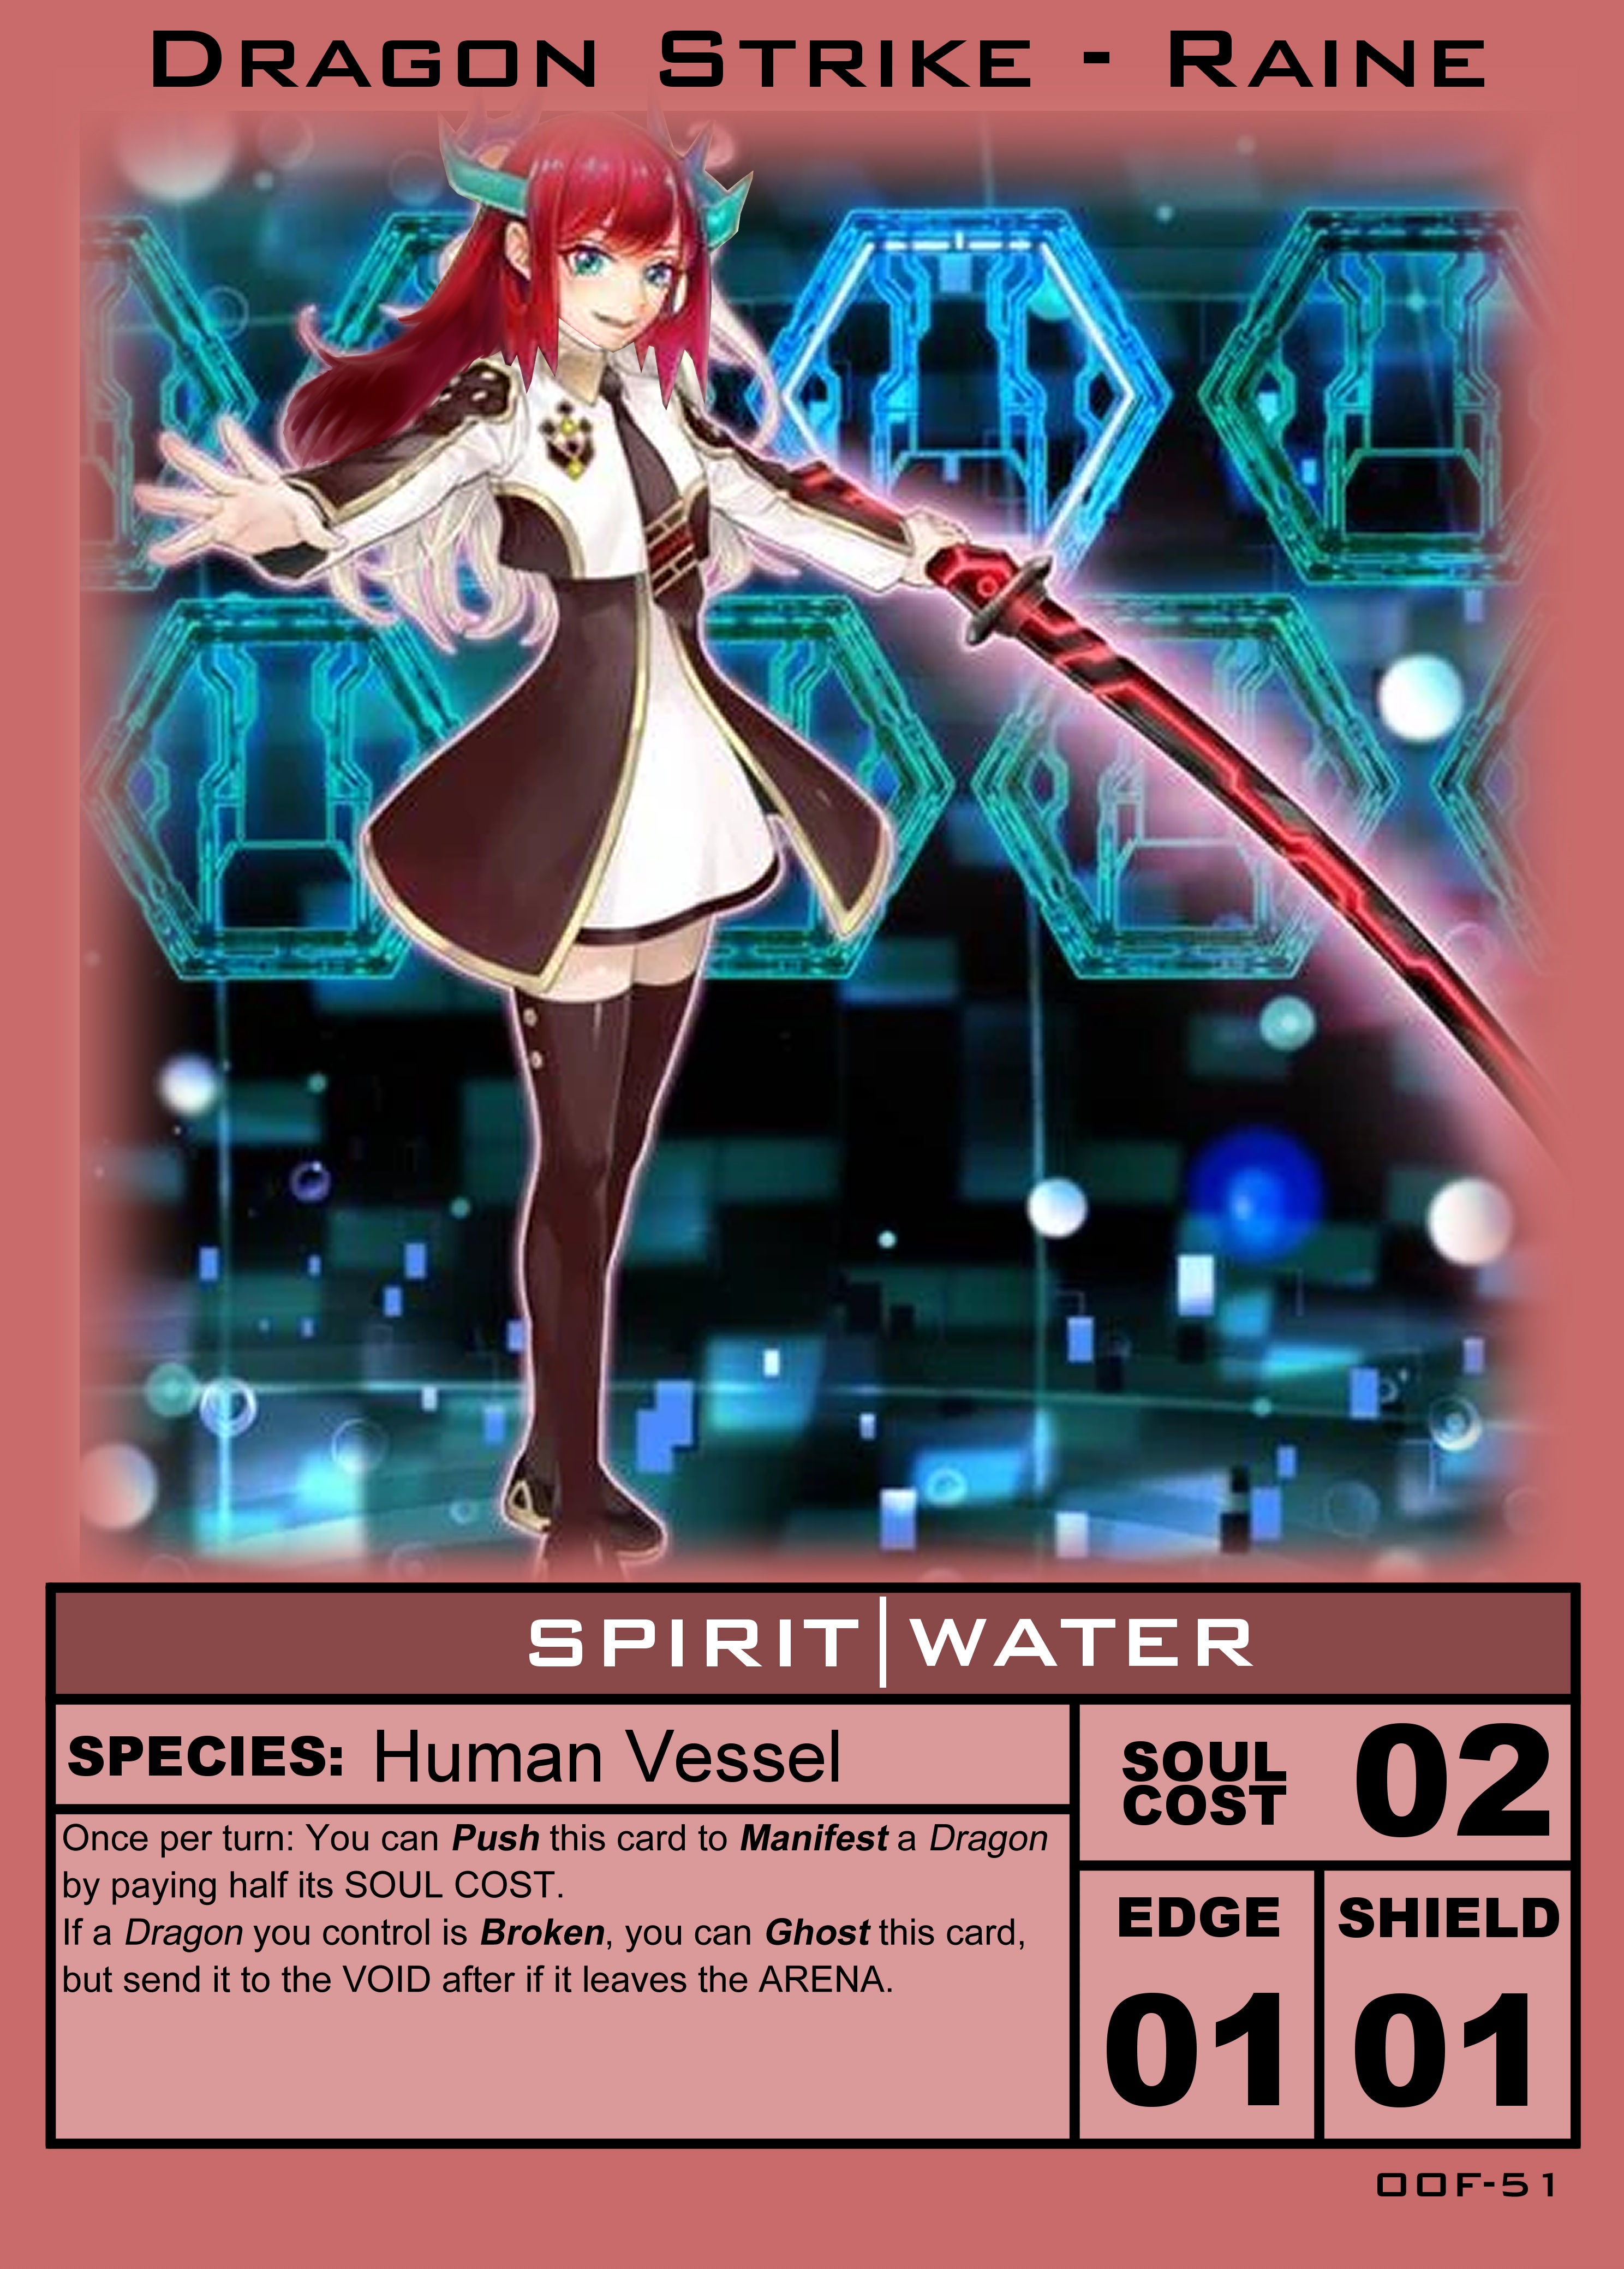 Dragon Strike - Raine
SPIRIT|WATER
SPECIES: Human Vessel
SOUL
COST 02
Once per turn: You can Push this card to Manifest a Dragon
by paying half its SOUL COST.
If a Dragon you control is Broken, you can Ghost this card,
but send it to the VOID after if it leaves the ARENA.
EDGE
01
SHIELD
01
OOF-51